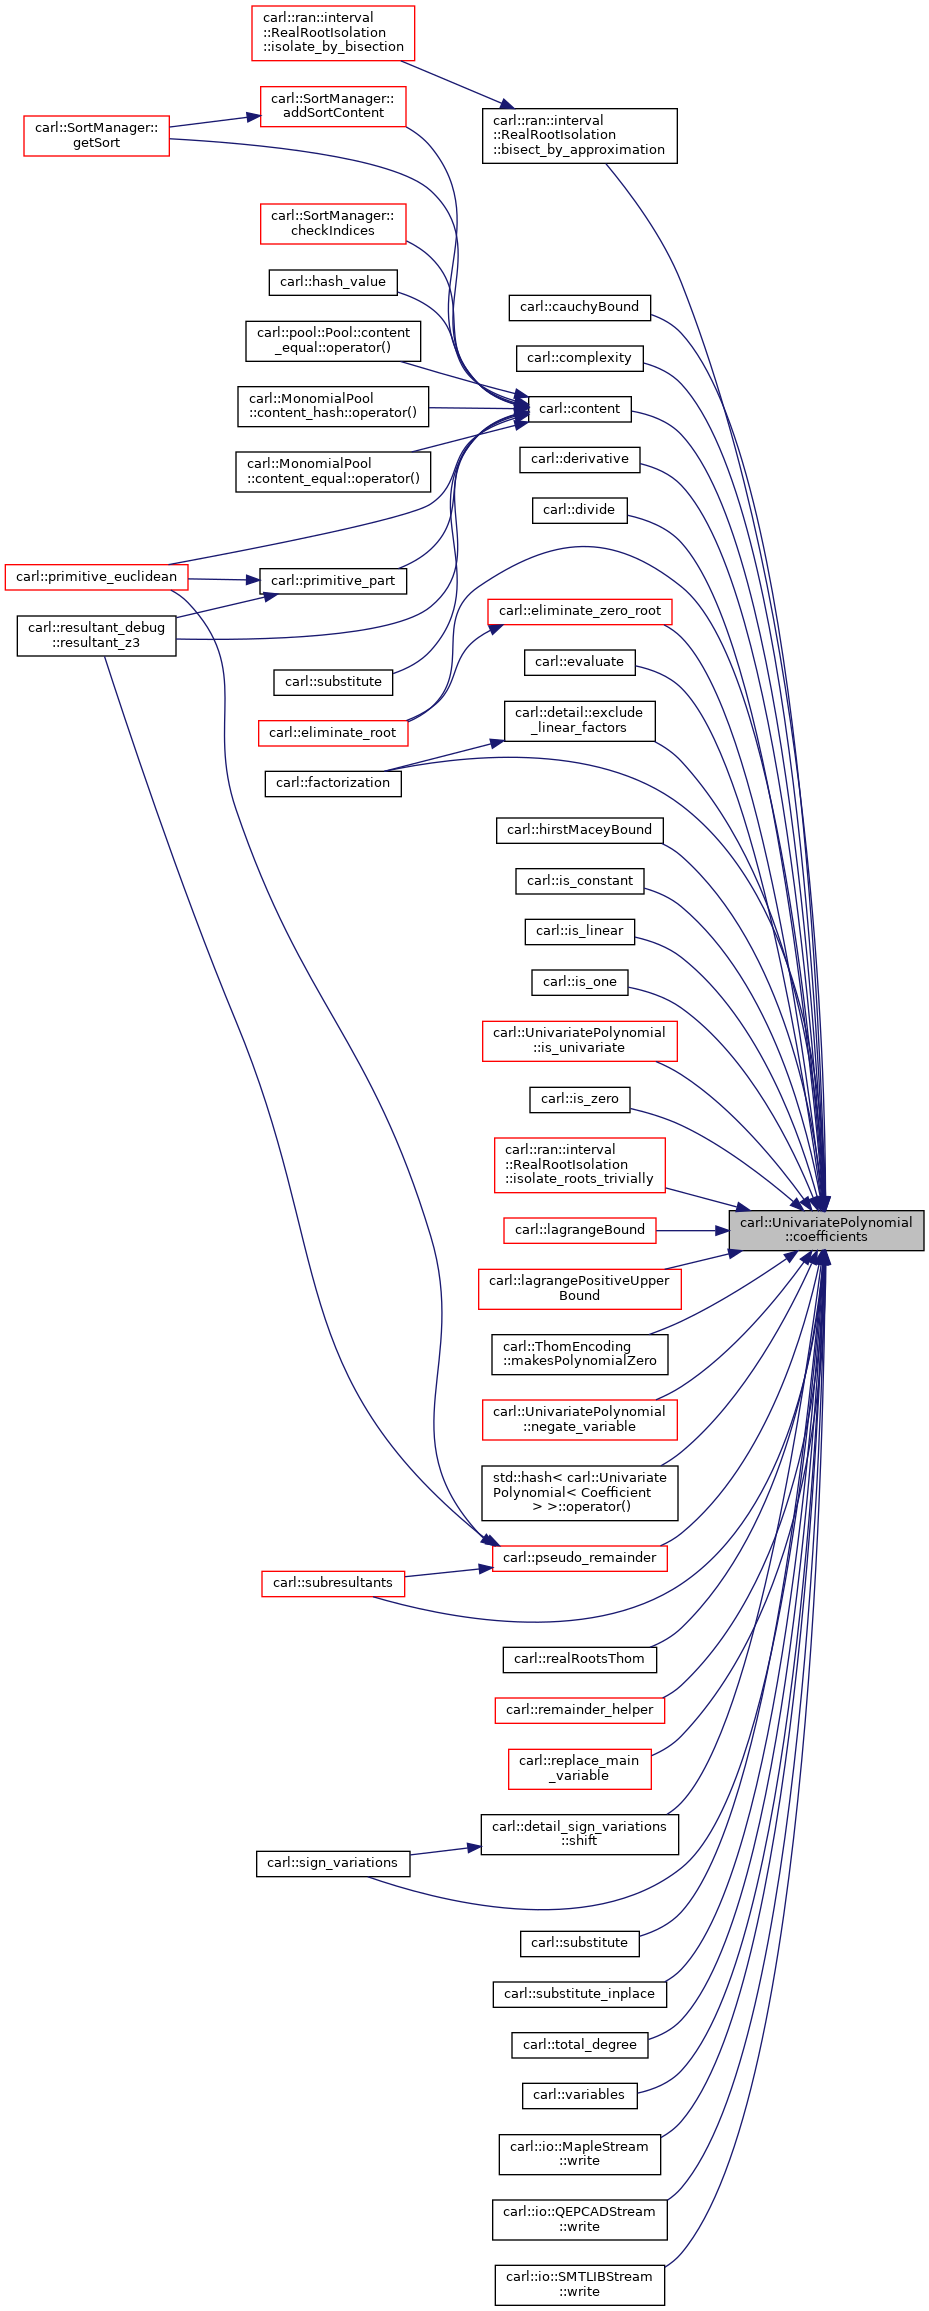 carl::ran::interval
::RealRootIsolation
::isolate_by_bisection
carl::SortManager::
addSortContent
carl::SortManager::
getSort
carl::ran::interval
::RealRootIsolation
::bisect_by_approximation
carl::SortManager::
checkIndices
carl::hash_value
carl::cauchyBound
carl::pool::Pool::content
_equal::operator()
carl::complexity
carl::MonomialPool
::content_hash::operator()
carl::content
carl::MonomialPool
::content_equal::operator()
carl::derivative
carl::divide
carl::primitive_euclidean
carl::primitive_part
carl::resultant_debug
::resultant_z3
carl::eliminate_zero_root
carl::evaluate
carl::substitute
carl::eliminate_root
carl::detail::exclude
_linear_factors
carl::factorization
carl::hirstMaceyBound
carl::is_constant
carl::is_linear
carl::is_one
carl::UnivariatePolynomial
::is_univariate
carl::is_zero
carl::ran::interval
::RealRootIsolation
::isolate_roots_trivially
carl::UnivariatePolynomial
::coefficients
carl::lagrangeBound
carl::lagrangePositiveUpper
Bound
carl::ThomEncoding
::makesPolynomialZero
carl::UnivariatePolynomial
::negate_variable
std::hash< carl::Univariate
Polynomial< Coefficient
> >::operator()
carl::pseudo_remainder
carl::subresultants
carl::realRootsThom
carl::remainder_helper
carl::replace_main
_variable
carl::detail_sign_variations
::shift
carl::sign_variations
carl::substitute
carl::substitute_inplace
carl::total_degree
carl::variables
carl::io::MapleStream
::write
carl::io::QEPCADStream
::write
carl::io::SMTLIBStream
::write